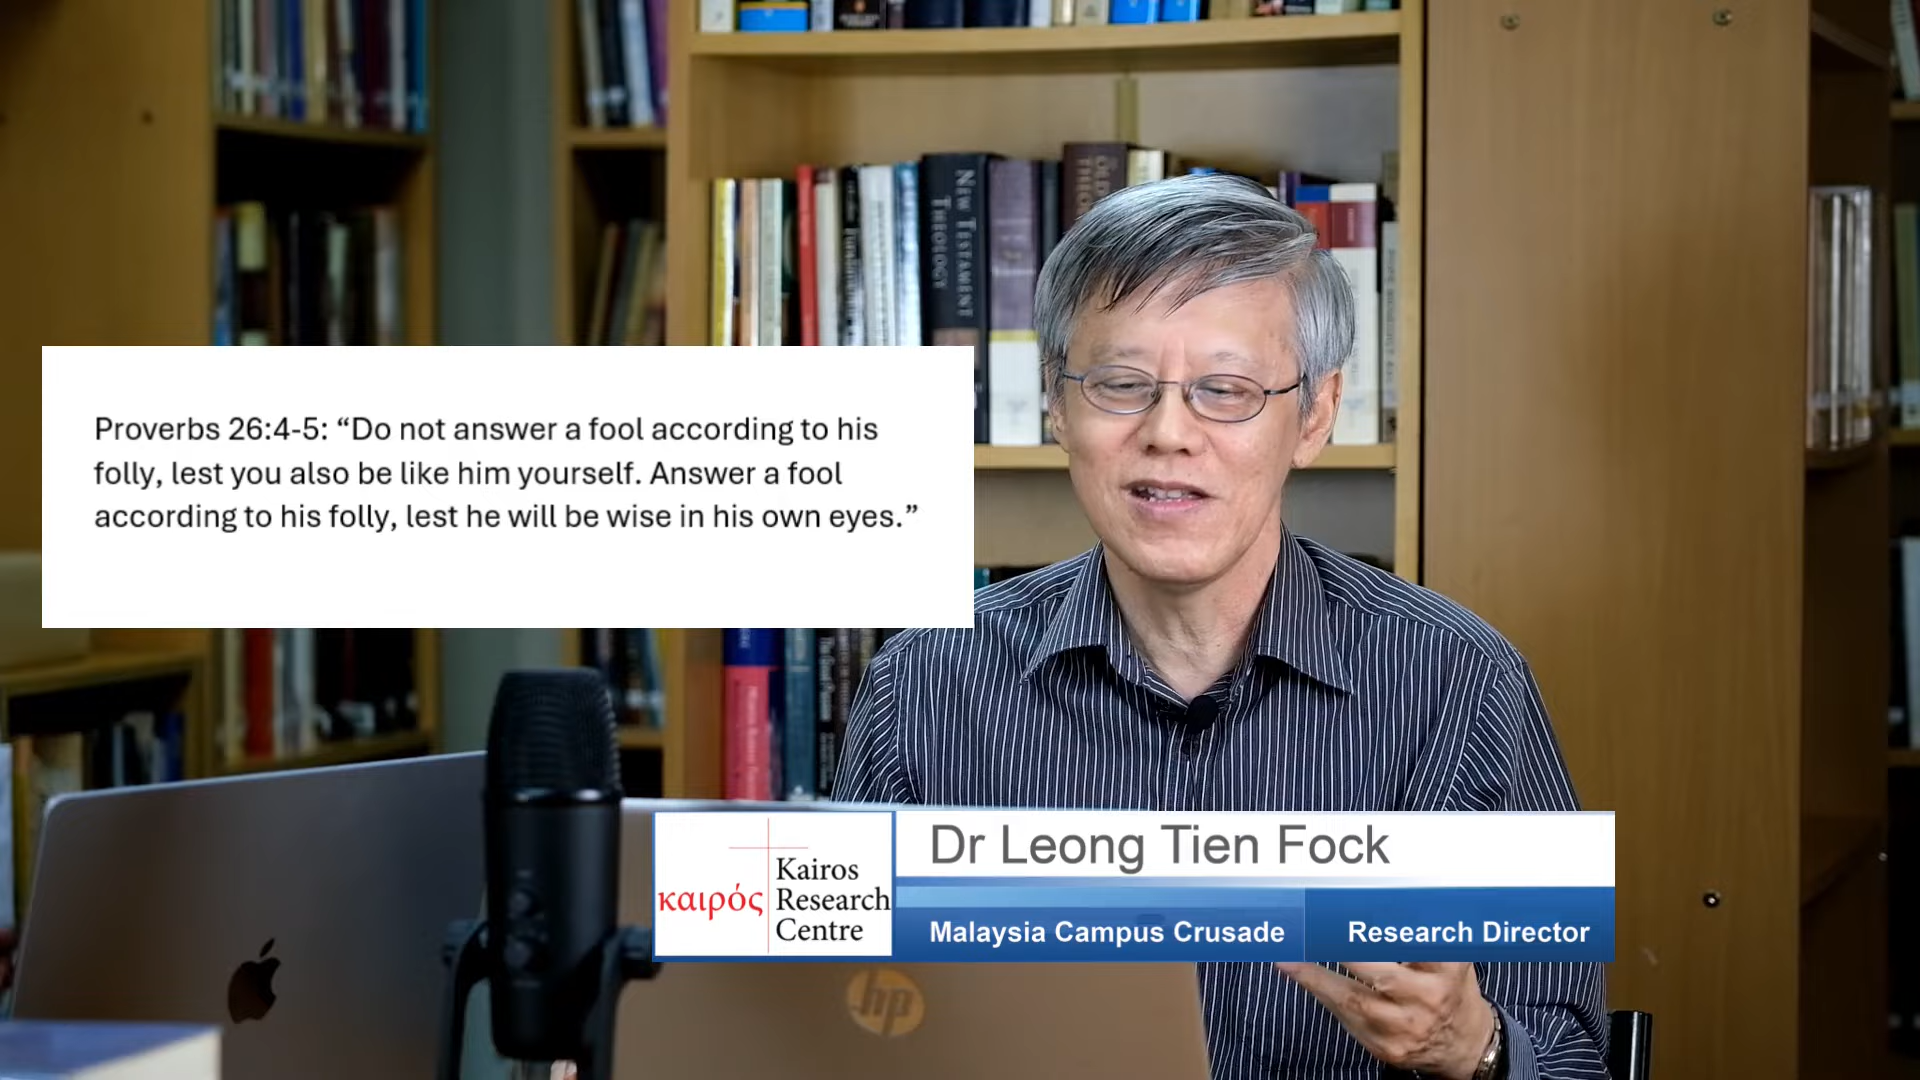 NEW TESTAMENT
THEOLOGY
Proverbs 26:4-5: “Do not answer a fool according to his
folly, lest you also be like him yourself. Answer a fool
according to his folly, lest he will be wise in his own eyes.”
καιρός
Kairos
Research
Centre
Dr Leong Tien Fock
Malaysia Campus Crusade
Research Director
hp